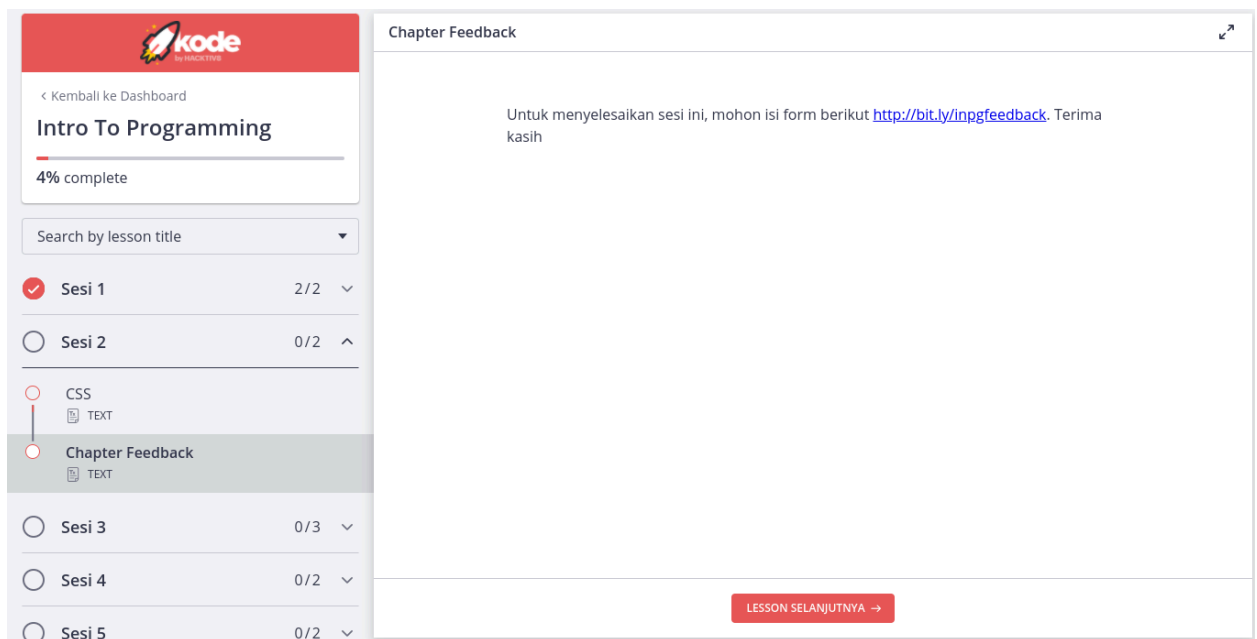 kode
by HACKTIV8
Kembali ke Dashboard
Intro To Programming
4% complete
Search by lesson title
Sesi 1 2/2
Sesi 2 0/2
CSS
TEXT
Chapter Feedback
TEXT
Sesi 3 0/3
Sesi 4 0/2
Sesi 5 0/2
Chapter Feedback
Untuk menyelesaikan sesi ini, mohon isi form berikut http://bit.ly/inpgfeedback. Terima
kasih
LESSON SELANJUTNYA →